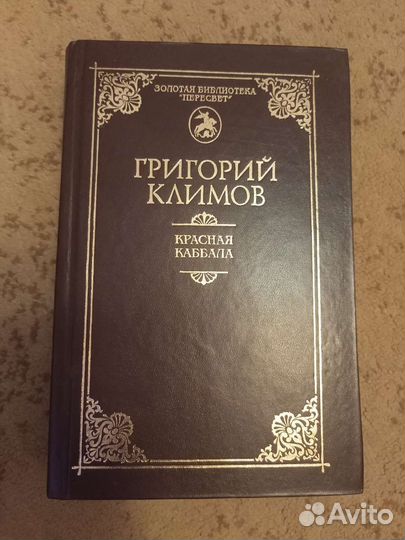 ЗОЛОТАЯ БИБЛИОТЕКА
"ПЕРЕСВЕТ"
ГРИГОРИЙ
КЛИМОВ
КРАСНАЯ
КАББАЛА
Avito